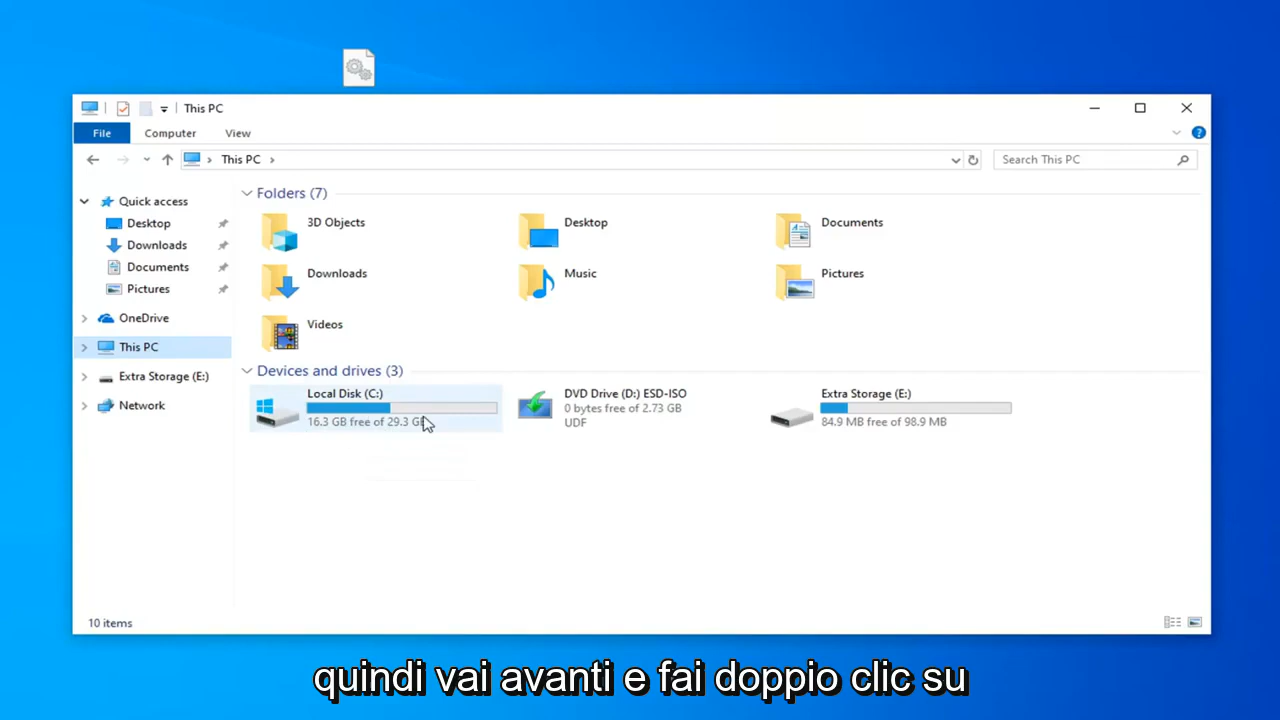 This PC
File Computer View
This PC
Search This PC
Quick access
Desktop
Downloads
Documents
Pictures
OneDrive
This PC
Extra Storage (E:)
Network
Folders (7)
3D Objects
Desktop
Documents
Downloads
Music
Pictures
Videos
Devices and drives (3)
Local Disk (C:)
16.3 GB free of 29.3 GB
DVD Drive (D:) ESD-ISO
0 bytes free of 2.73 GB
UDF
Extra Storage (E:)
84.9 MB free of 98.9 MB
10 items
quindi vai avanti e fai doppio clic su